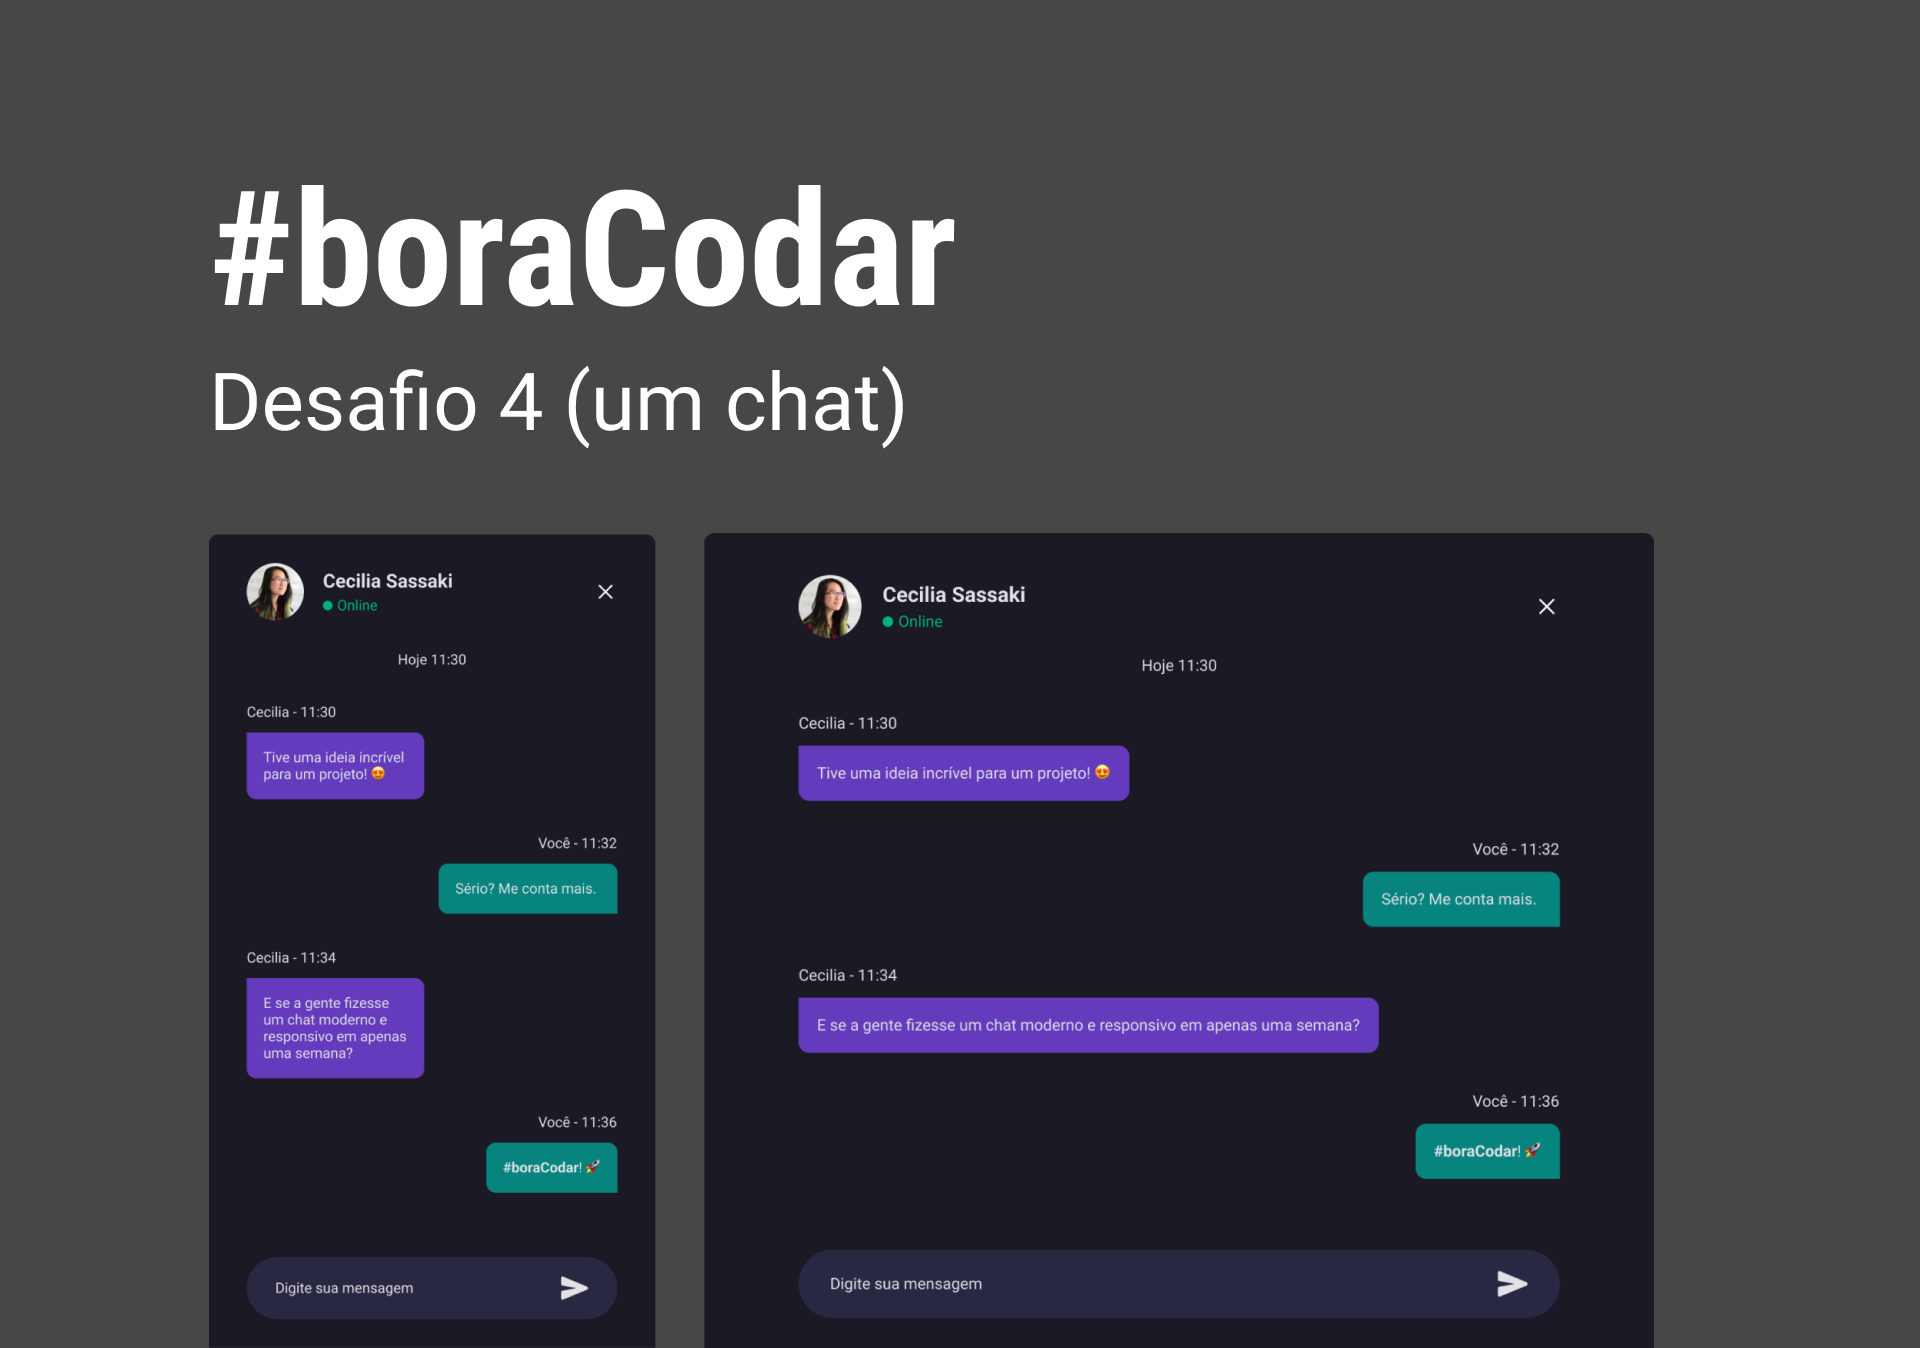 #boraCodar
Desafio 4 (um chat)
Cecilia Sassaki
Online
Hoje 11:30
Cecilia - 11:30
Tive uma ideia incrível
para um projeto! 😍
Você - 11:32
Sério? Me conta mais.
Cecilia - 11:34
E se a gente fizesse
um chat moderno e
responsivo em apenas
uma semana?
Você - 11:36
#boraCodar! 🚀
Digite sua mensagem
Cecilia Sassaki
Online
Hoje 11:30
Cecilia - 11:30
Tive uma ideia incrível para um projeto! 😍
Você - 11:32
Sério? Me conta mais.
Cecilia - 11:34
E se a gente fizesse um chat moderno e responsivo em apenas uma semana?
Você - 11:36
#boraCodar! 🚀
Digite sua mensagem